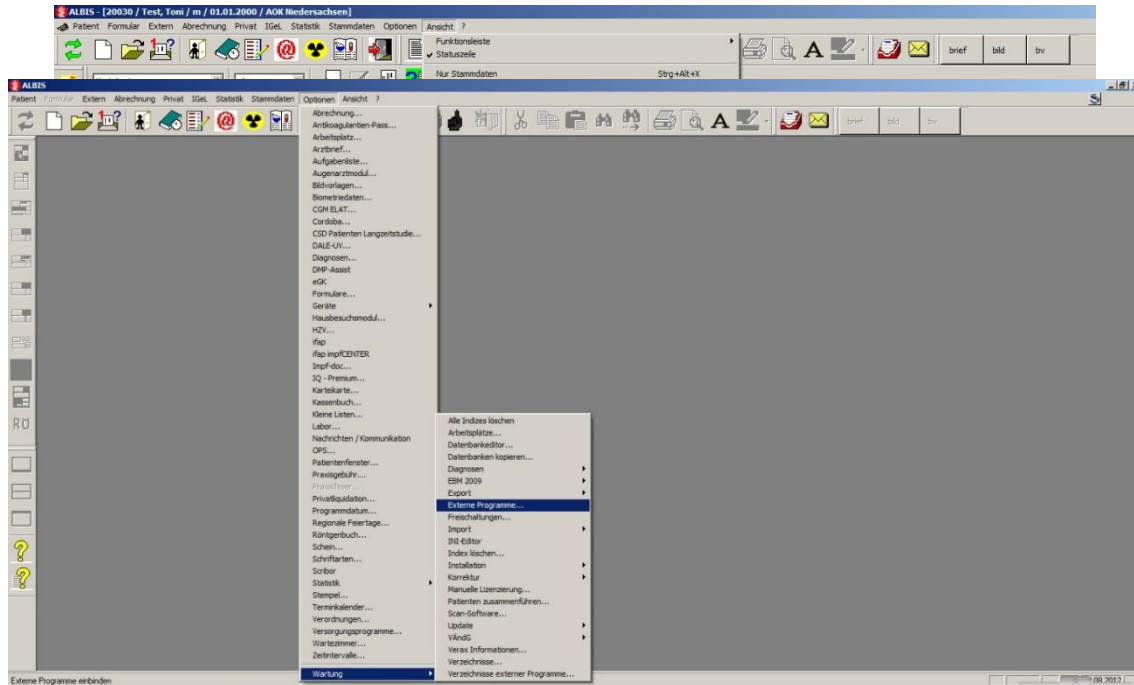 ALBIS - [20030 / Test, Toni / m / 01.01.2000 / AOK Niedersachsen]
Patient Formular Extern Abrechnung Privat IGeL Statistik Stammdaten Optionen Ansicht ?
Funktionsleiste
Statuszeile
brief bild bv
Nur Stammdaten Strg+Alt+X
ALBIS
Patient Formular Extern Abrechnung Privat IGeL Statistik Stammdaten Optionen Ansicht ?
brief bild bv
Abrechnung...
Antikoagulantien-Pass...
Arbeitsplatz...
Arztbrief...
Aufgabenliste...
Augenarztmodul...
Bildvorlagen...
Biometriedaten...
CGM ELAT...
Cordoba...
CSD Patienten Langzeitstudie...
DALE-UV...
Diagnosen...
DMP-Assist
eGK
Formulare...
Geräte
Hausbesuchsmodul...
HZV...
ifap
ifap impfCENTER
Impf-doc...
IQ - Premium...
Karteikarte...
Kassenbuch...
Kleine Listen...
Labor...
Nachrichten / Kommunikation
OPS...
Patientenfenster...
Praxisgebühr...
PraxisTimer...
Privatliquidation...
Programmdatum...
Regionale Feiertage...
Röntgenbuch...
Schein...
Schriftarten...
Scribor
Statistik
Stempel...
Terminkalender...
Verordnungen...
Versorgungsprogramme...
Wartezimmer...
Zeitintervalle...
Wartung
Alle Indizes löschen
Arbeitsplätze...
Datenbankeditor...
Datenbanken kopieren...
Diagnosen
EBM 2009
Export
Externe Programme...
Freischaltungen...
Import
INI-Editor
Index löschen...
Installation
Korrektur
Manuelle Lizenzierung...
Patienten zusammenführen...
Scan-Software...
Update
VÄndG
Verax Informationen...
Verzeichnisse...
Verzeichnisse externer Programme...
RÖ
Externe Programme einbinden
.08.2012